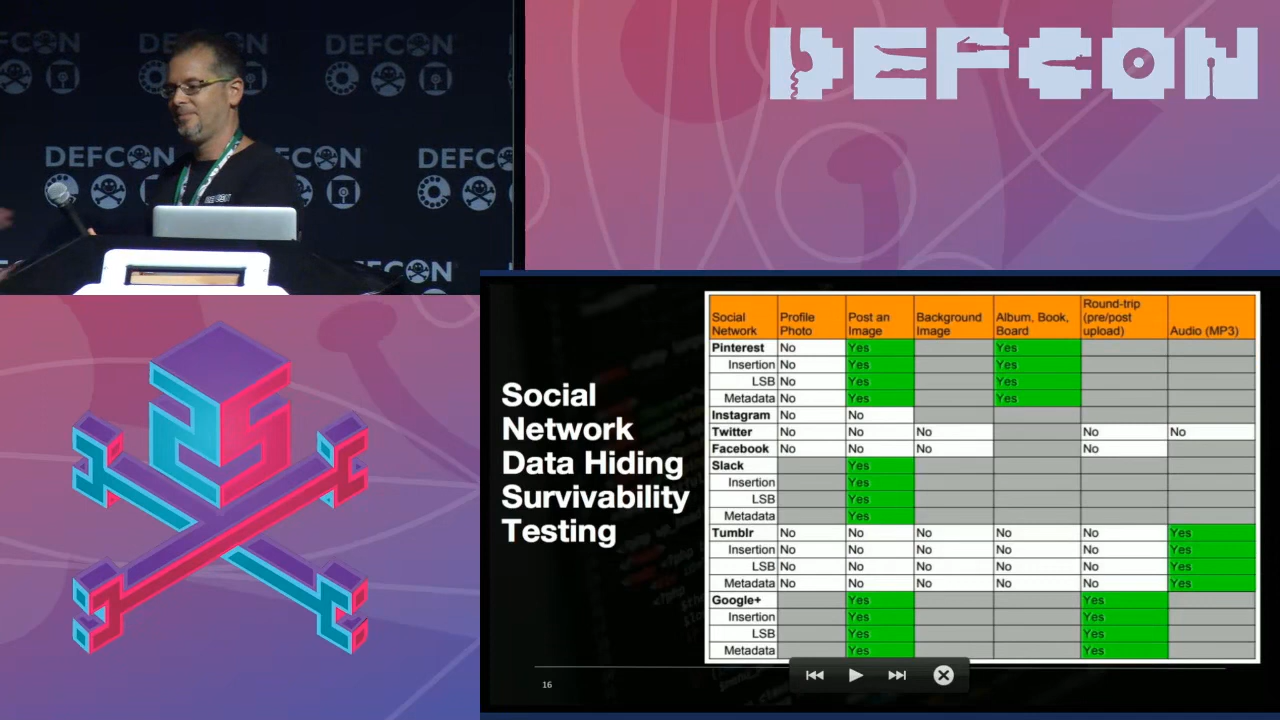 DEFCON
DEFCON
DEFCON
DEFCON
DEFCON
Social
Network
Data Hiding
Survivability
Testing
Social Network | Profile Photo | Post an Image | Background Image | Album, Book, Board | Round-trip (pre/post upload) | Audio (MP3)
Pinterest No Yes Yes
Insertion No Yes Yes
LSB No Yes Yes
Metadata No Yes Yes
Instagram No No
Twitter No No No No No
Facebook No No No No
Slack Yes
Insertion Yes
LSB Yes
Metadata Yes
Tumblr No No No No No Yes
Insertion No No No No No Yes
LSB No No No No No Yes
Metadata No No No No No Yes
Google+ Yes Yes
Insertion Yes Yes
LSB Yes Yes
Metadata Yes Yes
16